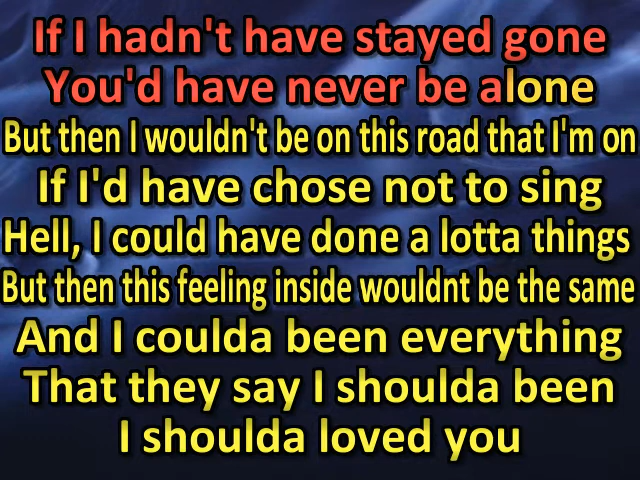 If I hadn't have stayed gone
You'd have never be alone
But then I wouldn't be on this road that I'm on
If I'd have chose not to sing
Hell, I could have done a lotta things
But then this feeling inside wouldnt be the same
And I coulda been everything
That they say I shoulda been
I shoulda loved you